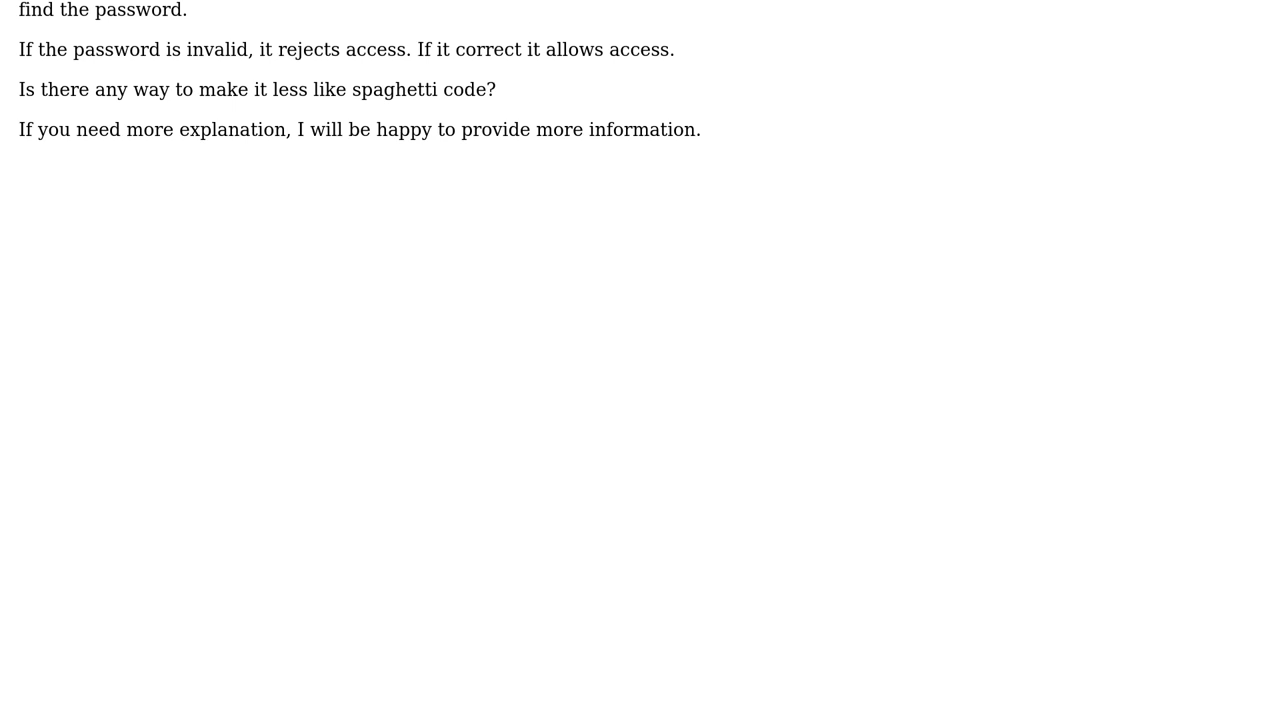 find the password.
If the password is invalid, it rejects access. If it correct it allows access.
Is there any way to make it less like spaghetti code?
If you need more explanation, I will be happy to provide more information.